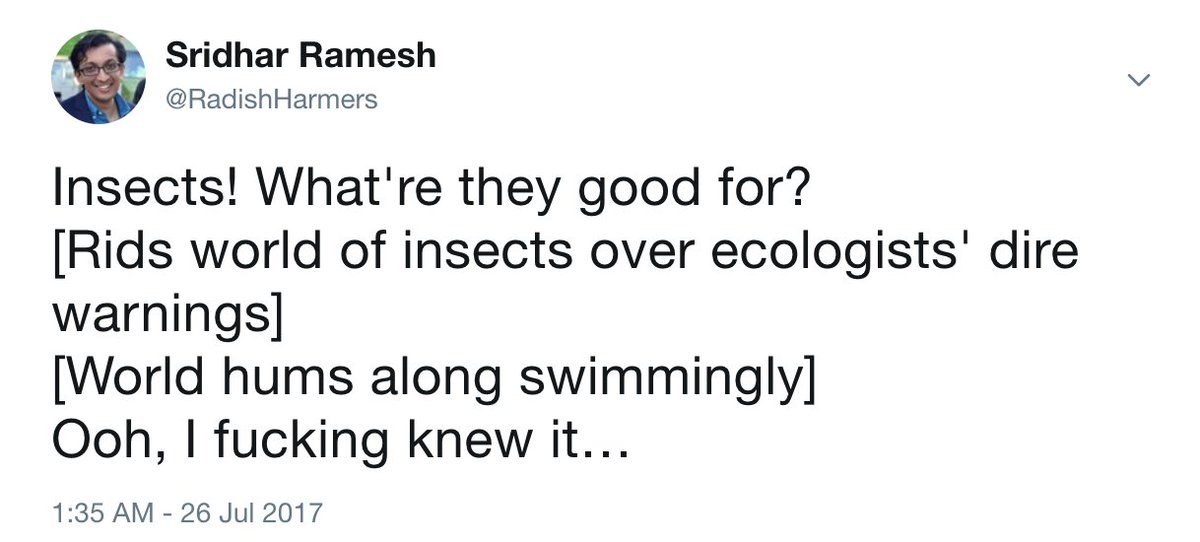 Sridhar Ramesh
@RadishHarmers
Insects! What're they good for?
[Rids world of insects over ecologists' dire
warnings]
[World hums along swimmingly]
Ooh, I fucking knew it…
1:35 AM - 26 Jul 2017